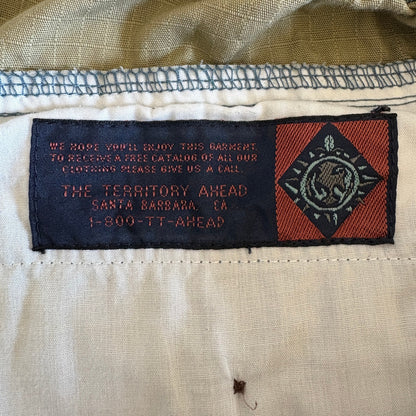 WE HOPE YOU'LL ENJOY THIS GARMENT.
TO RECEIVE A FREE CATALOG OF ALL OUR
CLOTHING PLEASE GIVE US A CALL.
THE TERRITORY AHEAD
SANTA BARBARA, CA
1-800-TT-AHEAD